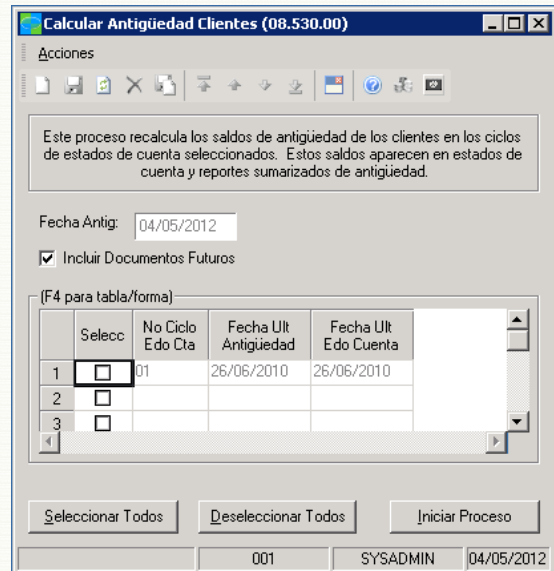 Calcular Antigüedad Clientes (08.530.00)
Acciones
Este proceso recalcula los saldos de antigüedad de los clientes en los ciclos
de estados de cuenta seleccionados. Estos saldos aparecen en estados de
cuenta y reportes sumarizados de antigüedad.
Fecha Antig: 04/05/2012
Incluir Documentos Futuros
(F4 para tabla/forma)
Selecc No Ciclo Edo Cta Fecha Ult Antigüedad Fecha Ult Edo Cuenta
1 01 26/06/2010 26/06/2010
2
3
Seleccionar Todos Deseleccionar Todos Iniciar Proceso
001 SYSADMIN 04/05/2012